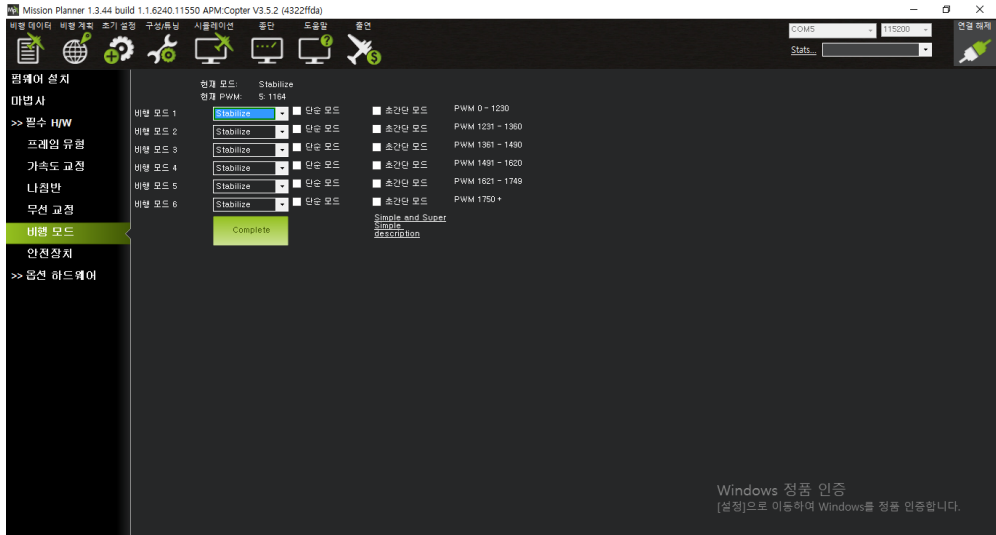 Mission Planner 1.3.44 build 1.1.6240.11550 APM:Copter V3.5.2 (4322ffda)
비행 데이터 비행 계획 초기 설정 구성/튜닝 시뮬레이션 종단 도움말 출연
COM5 115200 연결 해제
Stats...
펌웨어 설치
마법사
>> 필수 H/W
프레임 유형
가속도 교정
나침반
무선 교정
비행 모드
안전장치
>> 옵션 하드웨어
현재 모드: Stabilize
현재 PWM: 5: 1164
비행 모드 1 Stabilize 단순 모드 초간단 모드 PWM 0 - 1230
비행 모드 2 Stabilize 단순 모드 초간단 모드 PWM 1231 - 1360
비행 모드 3 Stabilize 단순 모드 초간단 모드 PWM 1361 - 1490
비행 모드 4 Stabilize 단순 모드 초간단 모드 PWM 1491 - 1620
비행 모드 5 Stabilize 단순 모드 초간단 모드 PWM 1621 - 1749
비행 모드 6 Stabilize 단순 모드 초간단 모드 PWM 1750 +
Complete
Simple and Super
Simple
description
Windows 정품 인증
[설정]으로 이동하여 Windows를 정품 인증합니다.